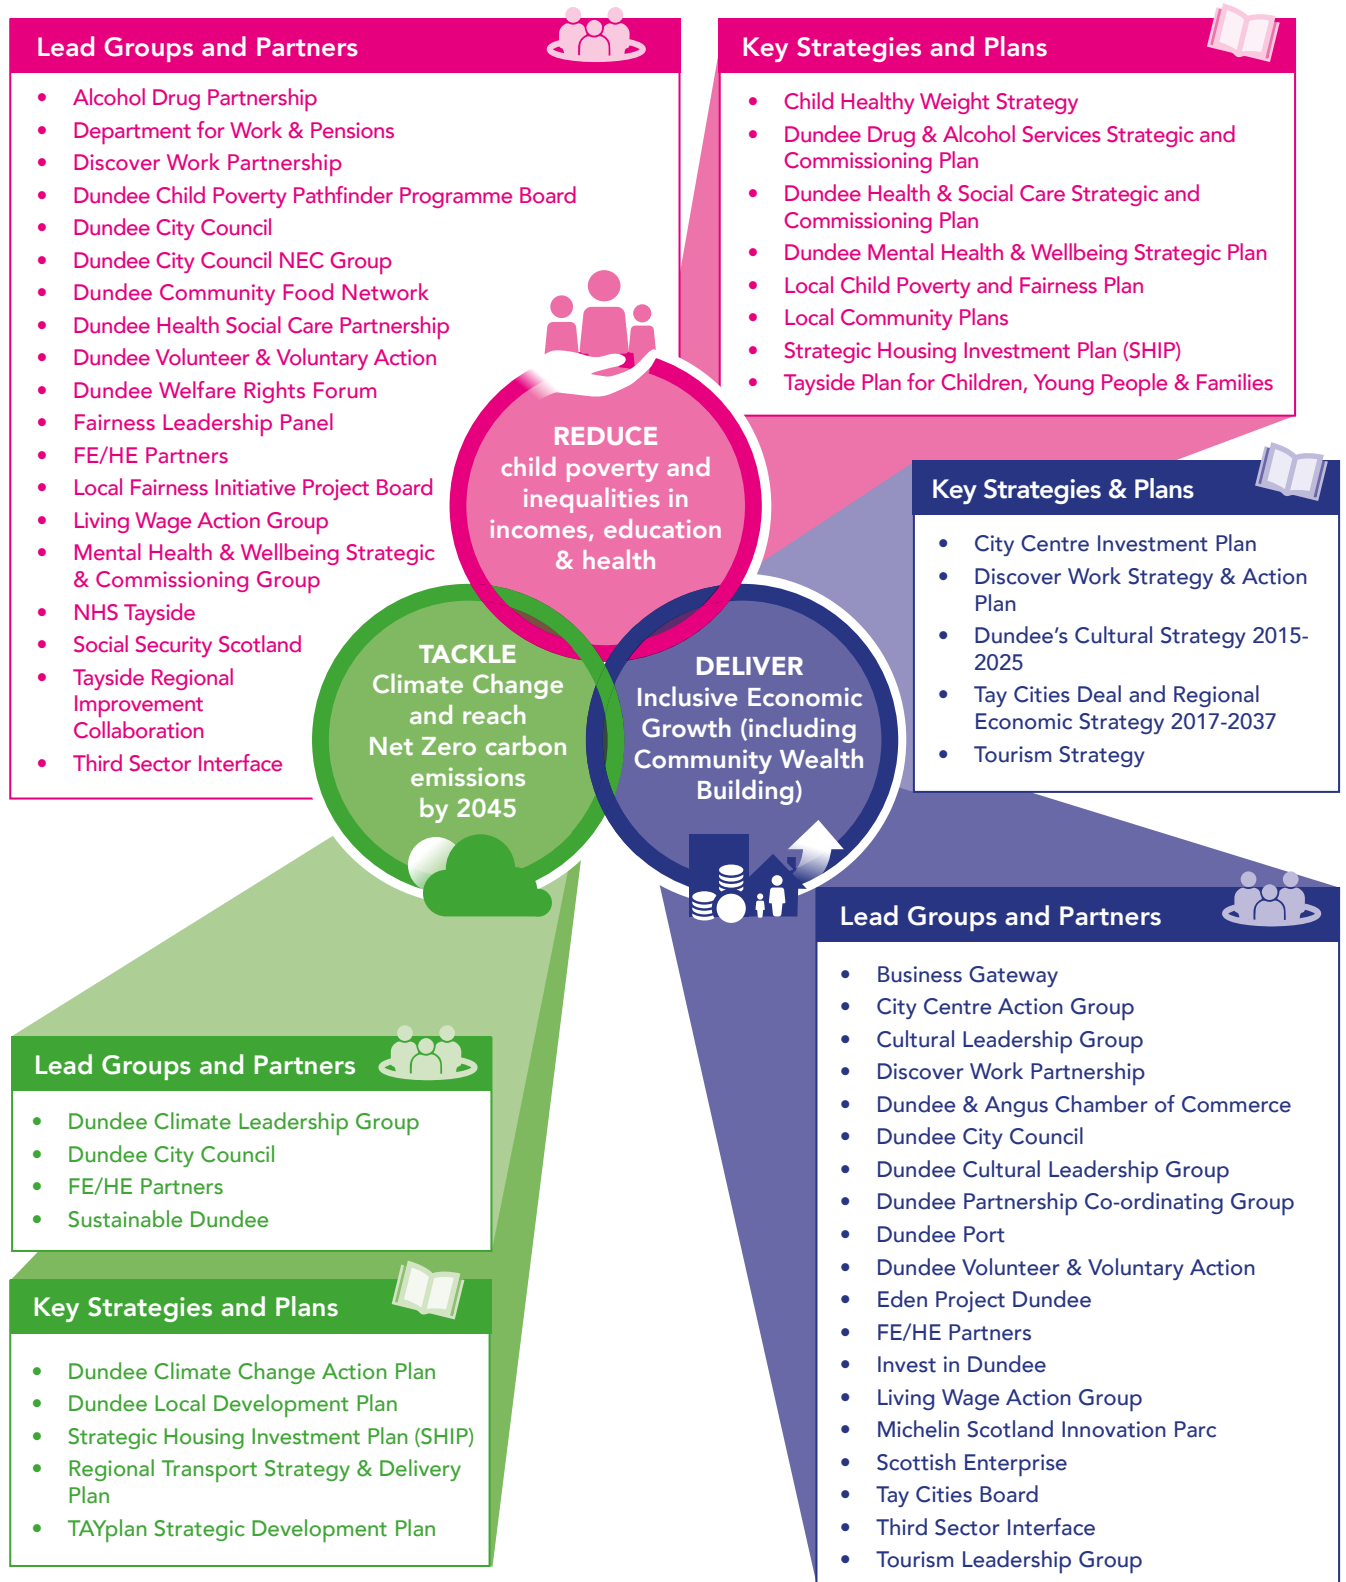 Lead Groups and Partners
• Alcohol Drug Partnership
• Department for Work & Pensions
• Discover Work Partnership
• Dundee Child Poverty Pathfinder Programme Board
• Dundee City Council
• Dundee City Council NEC Group
• Dundee Community Food Network
• Dundee Health Social Care Partnership
• Dundee Volunteer & Voluntary Action
• Dundee Welfare Rights Forum
• Fairness Leadership Panel
• FE/HE Partners
• Local Fairness Initiative Project Board
• Living Wage Action Group
• Mental Health & Wellbeing Strategic
& Commissioning Group
• NHS Tayside
• Social Security Scotland
• Tayside Regional
Improvement
Collaboration
• Third Sector Interface
Key Strategies and Plans
• Child Healthy Weight Strategy
• Dundee Drug & Alcohol Services Strategic and
Commissioning Plan
• Dundee Health & Social Care Strategic and
Commissioning Plan
• Dundee Mental Health & Wellbeing Strategic Plan
• Local Child Poverty and Fairness Plan
• Local Community Plans
• Strategic Housing Investment Plan (SHIP)
• Tayside Plan for Children, Young People & Families
REDUCE
child poverty and
inequalities in
incomes, education
& health
Key Strategies & Plans
• City Centre Investment Plan
• Discover Work Strategy & Action
Plan
• Dundee's Cultural Strategy 2015-
2025
• Tay Cities Deal and Regional
Economic Strategy 2017-2037
• Tourism Strategy
TACKLE
Climate Change
and reach
Net Zero carbon
emissions
by 2045
DELIVER
Inclusive Economic
Growth (including
Community Wealth
Building)
Lead Groups and Partners
• Business Gateway
• City Centre Action Group
• Cultural Leadership Group
• Discover Work Partnership
• Dundee & Angus Chamber of Commerce
• Dundee City Council
• Dundee Cultural Leadership Group
• Dundee Partnership Co-ordinating Group
• Dundee Port
• Dundee Volunteer & Voluntary Action
• Eden Project Dundee
• FE/HE Partners
• Invest in Dundee
• Living Wage Action Group
• Michelin Scotland Innovation Parc
• Scottish Enterprise
• Tay Cities Board
• Third Sector Interface
• Tourism Leadership Group
Lead Groups and Partners
• Dundee Climate Leadership Group
• Dundee City Council
• FE/HE Partners
• Sustainable Dundee
Key Strategies and Plans
• Dundee Climate Change Action Plan
• Dundee Local Development Plan
• Strategic Housing Investment Plan (SHIP)
• Regional Transport Strategy & Delivery
Plan
• TAYplan Strategic Development Plan